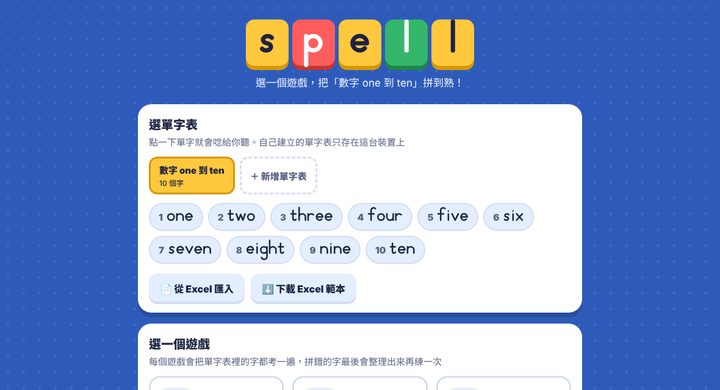 spell
選一個遊戲，把「數字 one 到 ten」拼到熟！
選單字表
點一下單字就會唸給你聽。自己建立的單字表只存在這台裝置上
數字 one 到 ten
10 個字
＋ 新增單字表
1 one 2 two 3 three 4 four 5 five 6 six
7 seven 8 eight 9 nine 10 ten
從 Excel 匯入 下載 Excel 範本
選一個遊戲
每個遊戲會把單字表裡的字都考一遍，拼錯的字最後會整理出來再練一次